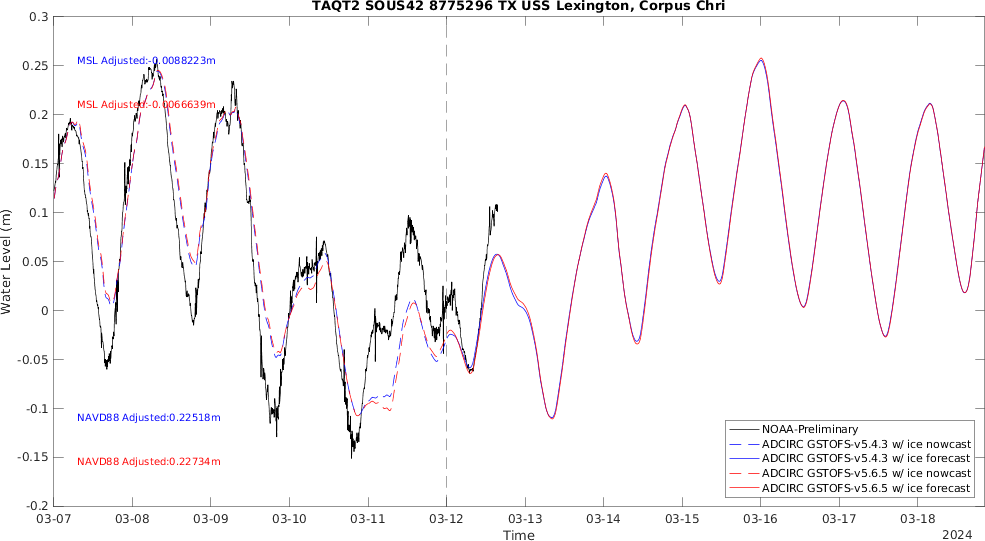 TAQT2 SOUS42 8775296 TX USS Lexington, Corpus Chri
0.3
0.25
0.2
0.15
0.1
0.05
0
-0.05
-0.1
-0.15
-0.2
Water Level (m)
MSL Adjusted:-0.0088223m
MSL Adjusted:-0.0066639m
NAVD88 Adjusted:0.22518m
NAVD88 Adjusted:0.22734m
NOAA-Preliminary
ADCIRC GSTOFS-v5.4.3 w/ ice nowcast
ADCIRC GSTOFS-v5.4.3 w/ ice forecast
ADCIRC GSTOFS-v5.6.5 w/ ice nowcast
ADCIRC GSTOFS-v5.6.5 w/ ice forecast
03-07 03-08 03-09 03-10 03-11 03-12 03-13 03-14 03-15 03-16 03-17 03-18
Time
2024